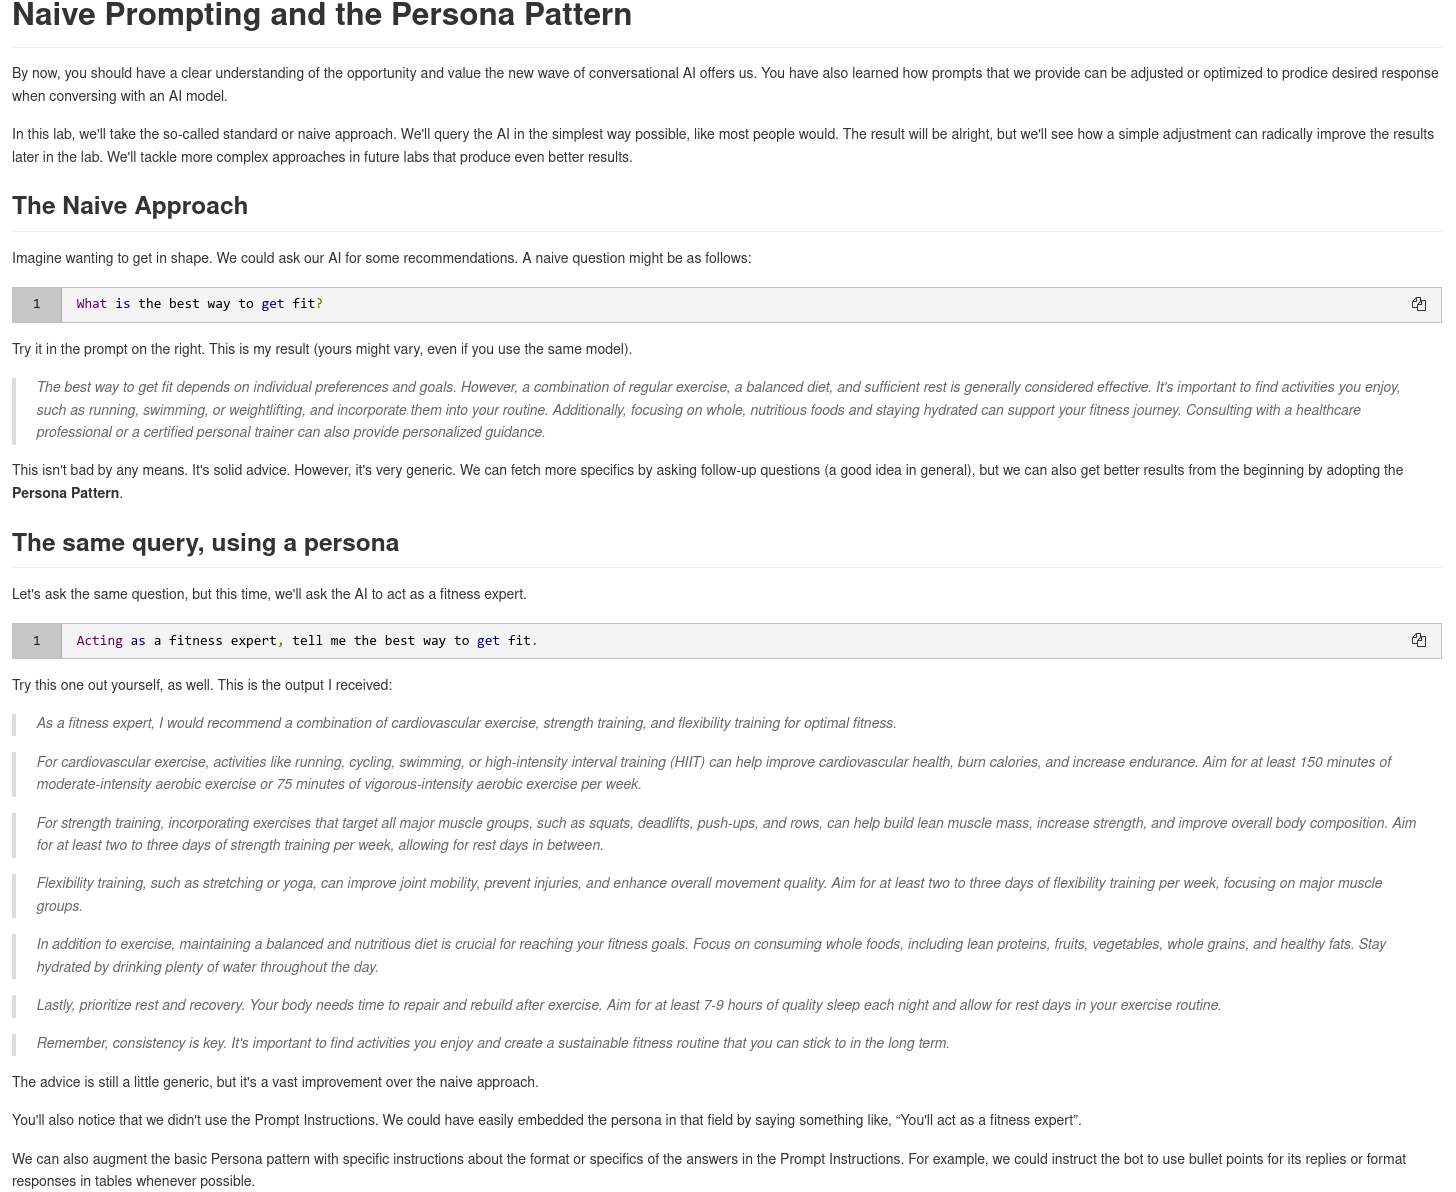 Naive Prompting and the Persona Pattern
By now, you should have a clear understanding of the opportunity and value the new wave of conversational AI offers us. You have also learned how prompts that we provide can be adjusted or optimized to prodice desired response
when conversing with an AI model.
In this lab, we'll take the so-called standard or naive approach. We'll query the AI in the simplest way possible, like most people would. The result will be alright, but we'll see how a simple adjustment can radically improve the results
later in the lab. We'll tackle more complex approaches in future labs that produce even better results.
The Naive Approach
Imagine wanting to get in shape. We could ask our AI for some recommendations. A naive question might be as follows:
1 What is the best way to get fit?
Try it in the prompt on the right. This is my result (yours might vary, even if you use the same model).
The best way to get fit depends on individual preferences and goals. However, a combination of regular exercise, a balanced diet, and sufficient rest is generally considered effective. It's important to find activities you enjoy,
such as running, swimming, or weightlifting, and incorporate them into your routine. Additionally, focusing on whole, nutritious foods and staying hydrated can support your fitness journey. Consulting with a healthcare
professional or a certified personal trainer can also provide personalized guidance.
This isn't bad by any means. It's solid advice. However, it's very generic. We can fetch more specifics by asking follow-up questions (a good idea in general), but we can also get better results from the beginning by adopting the
Persona Pattern.
The same query, using a persona
Let's ask the same question, but this time, we'll ask the AI to act as a fitness expert.
1 Acting as a fitness expert, tell me the best way to get fit.
Try this one out yourself, as well. This is the output I received:
As a fitness expert, I would recommend a combination of cardiovascular exercise, strength training, and flexibility training for optimal fitness.
For cardiovascular exercise, activities like running, cycling, swimming, or high-intensity interval training (HIIT) can help improve cardiovascular health, burn calories, and increase endurance. Aim for at least 150 minutes of
moderate-intensity aerobic exercise or 75 minutes of vigorous-intensity aerobic exercise per week.
For strength training, incorporating exercises that target all major muscle groups, such as squats, deadlifts, push-ups, and rows, can help build lean muscle mass, increase strength, and improve overall body composition. Aim
for at least two to three days of strength training per week, allowing for rest days in between.
Flexibility training, such as stretching or yoga, can improve joint mobility, prevent injuries, and enhance overall movement quality. Aim for at least two to three days of flexibility training per week, focusing on major muscle
groups.
In addition to exercise, maintaining a balanced and nutritious diet is crucial for reaching your fitness goals. Focus on consuming whole foods, including lean proteins, fruits, vegetables, whole grains, and healthy fats. Stay
hydrated by drinking plenty of water throughout the day.
Lastly, prioritize rest and recovery. Your body needs time to repair and rebuild after exercise. Aim for at least 7-9 hours of quality sleep each night and allow for rest days in your exercise routine.
Remember, consistency is key. It's important to find activities you enjoy and create a sustainable fitness routine that you can stick to in the long term.
The advice is still a little generic, but it's a vast improvement over the naive approach.
You'll also notice that we didn't use the Prompt Instructions. We could have easily embedded the persona in that field by saying something like, “You'll act as a fitness expert”.
We can also augment the basic Persona pattern with specific instructions about the format or specifics of the answers in the Prompt Instructions. For example, we could instruct the bot to use bullet points for its replies or format
responses in tables whenever possible.